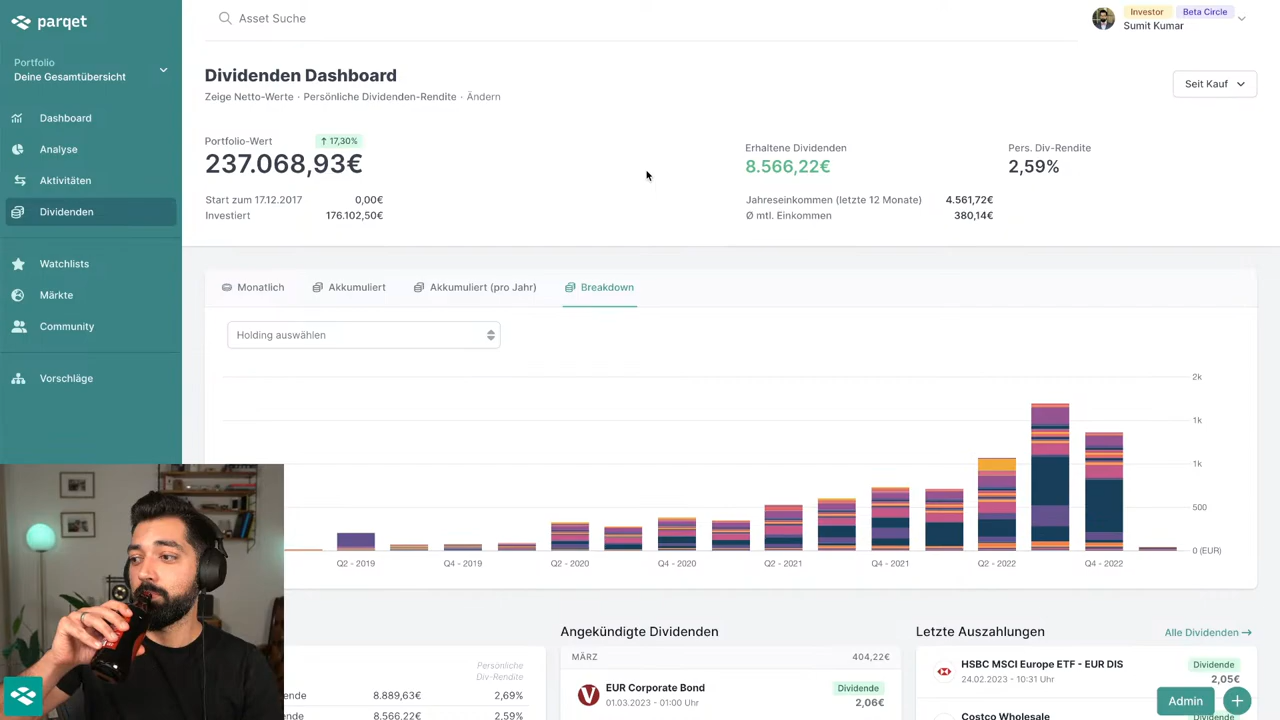 parqet
Asset Suche
Investor
Beta Circle
Sumit Kumar
Portfolio
Deine Gesamtübersicht
Dashboard
Analyse
Aktivitäten
Dividenden
Watchlists
Märkte
Community
Vorschläge
Dividenden Dashboard
Zeige Netto-Werte · Persönliche Dividenden-Rendite · Ändern
Seit Kauf
Portfolio-Wert
↑ 17,30%
237.068,93€
Start zum 17.12.2017 0,00€
Investiert 176.102,50€
Erhaltene Dividenden
8.566,22€
Jahreseinkommen (letzte 12 Monate) 4.561,72€
Ø mtl. Einkommen 380,14€
Pers. Div-Rendite
2,59%
Monatlich
Akkumuliert
Akkumuliert (pro Jahr)
Breakdown
Holding auswählen
2k
1k
1k
500
0 (EUR)
Q2 - 2019
Q4 - 2019
Q2 - 2020
Q4 - 2020
Q2 - 2021
Q4 - 2021
Q2 - 2022
Q4 - 2022
Persönliche
Div-Rendite
ende 8.889,63€ 2,69%
ende 8.566,22€ 2,59%
Angekündigte Dividenden
MÄRZ 404,22€
EUR Corporate Bond
Dividende
01.03.2023 - 01:00 Uhr
2,06€
Letzte Auszahlungen
Alle Dividenden →
HSBC MSCI Europe ETF - EUR DIS
Dividende
24.02.2023 - 10:31 Uhr
2,05€
Costco Wholesale
Dividende
Admin